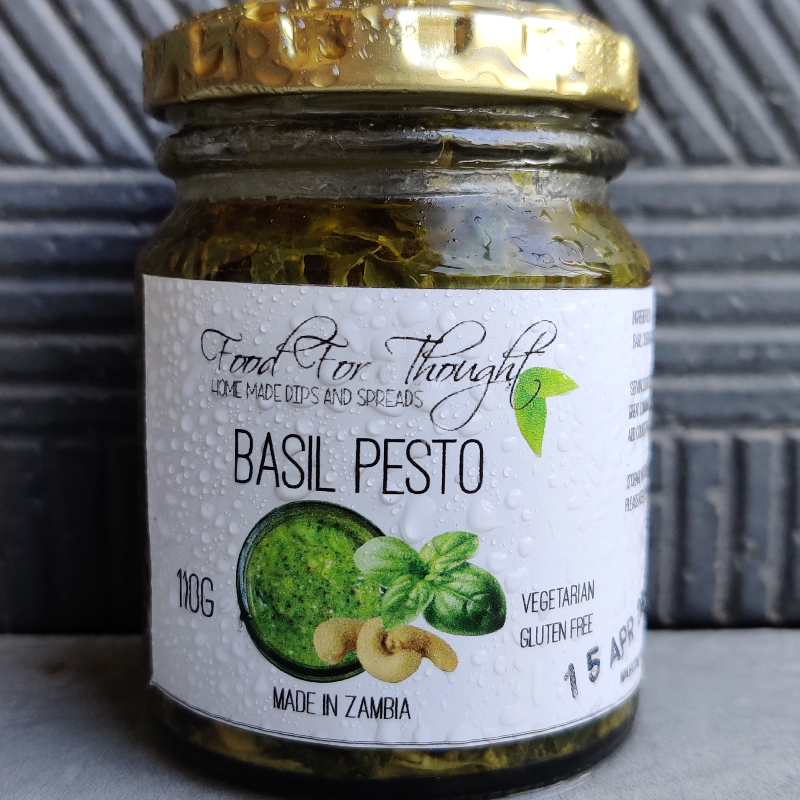 Food For Thought
HOME MADE DIPS AND SPREADS
BASIL PESTO
110G
VEGETARIAN
GLUTEN FREE
15 APR
MADE IN ZAMBIA